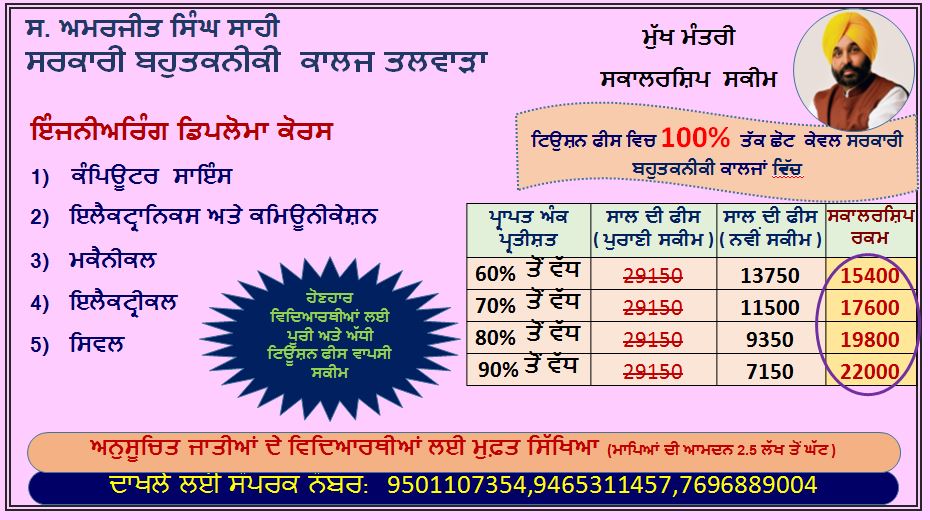 ਸ. ਅਮਰਜੀਤ ਸਿੰਘ ਸਾਹੀ
ਸਰਕਾਰੀ ਬਹੁਤਕਨੀਕੀ ਕਾਲਜ ਤਲਵਾੜਾ
ਮੁੱਖ ਮੰਤਰੀ
ਸਕਾਲਰਸ਼ਿਪ ਸਕੀਮ
ਟਿਊਸ਼ਨ ਫੀਸ ਵਿਚ 100% ਤੱਕ ਛੋਟ ਕੇਵਲ ਸਰਕਾਰੀ
ਬਹੁਤਕਨੀਕੀ ਕਾਲਜਾਂ ਵਿੱਚ
ਇੰਜਨੀਅਰਿੰਗ ਡਿਪਲੋਮਾ ਕੋਰਸ
1) ਕੰਪਿਊਟਰ ਸਾਇੰਸ
2) ਇਲੈਕਟ੍ਰਾਨਿਕਸ ਅਤੇ ਕਮਿਊਨੀਕੇਸ਼ਨ
3) ਮਕੈਨੀਕਲ
4) ਇਲੈਕਟ੍ਰੀਕਲ
5) ਸਿਵਲ
ਹੋਣਹਾਰ
ਵਿਦਿਆਰਥੀਆਂ ਲਈ
ਪੂਰੀ ਅਤੇ ਅੱਧੀ
ਟਿਊਸ਼ਨ ਫੀਸ ਵਾਪਸੀ
ਸਕੀਮ
ਪ੍ਰਾਪਤ ਅੰਕ ਸਾਲ ਦੀ ਫੀਸ ਸਾਲ ਦੀ ਫੀਸ ਸਕਾਲਰਸ਼ਿਪ
ਪ੍ਰਤੀਸ਼ਤ ( ਪੁਰਾਣੀ ਸਕੀਮ ) ( ਨਵੀਂ ਸਕੀਮ ) ਰਕਮ
60% ਤੋਂ ਵੱਧ 29150 13750 15400
70% ਤੋਂ ਵੱਧ 29150 11500 17600
80% ਤੋਂ ਵੱਧ 29150 9350 19800
90% ਤੋਂ ਵੱਧ 29150 7150 22000
ਅਨੁਸੂਚਿਤ ਜਾਤੀਆਂ ਦੇ ਵਿਦਿਆਰਥੀਆਂ ਲਈ ਮੁਫ਼ਤ ਸਿੱਖਿਆ (ਮਾਪਿਆਂ ਦੀ ਆਮਦਨ 2.5 ਲੱਖ ਤੋਂ ਘੱਟ )
ਦਾਖਲੇ ਲਈ ਸੰਪਰਕ ਨੰਬਰ: 9501107354,9465311457,7696889004